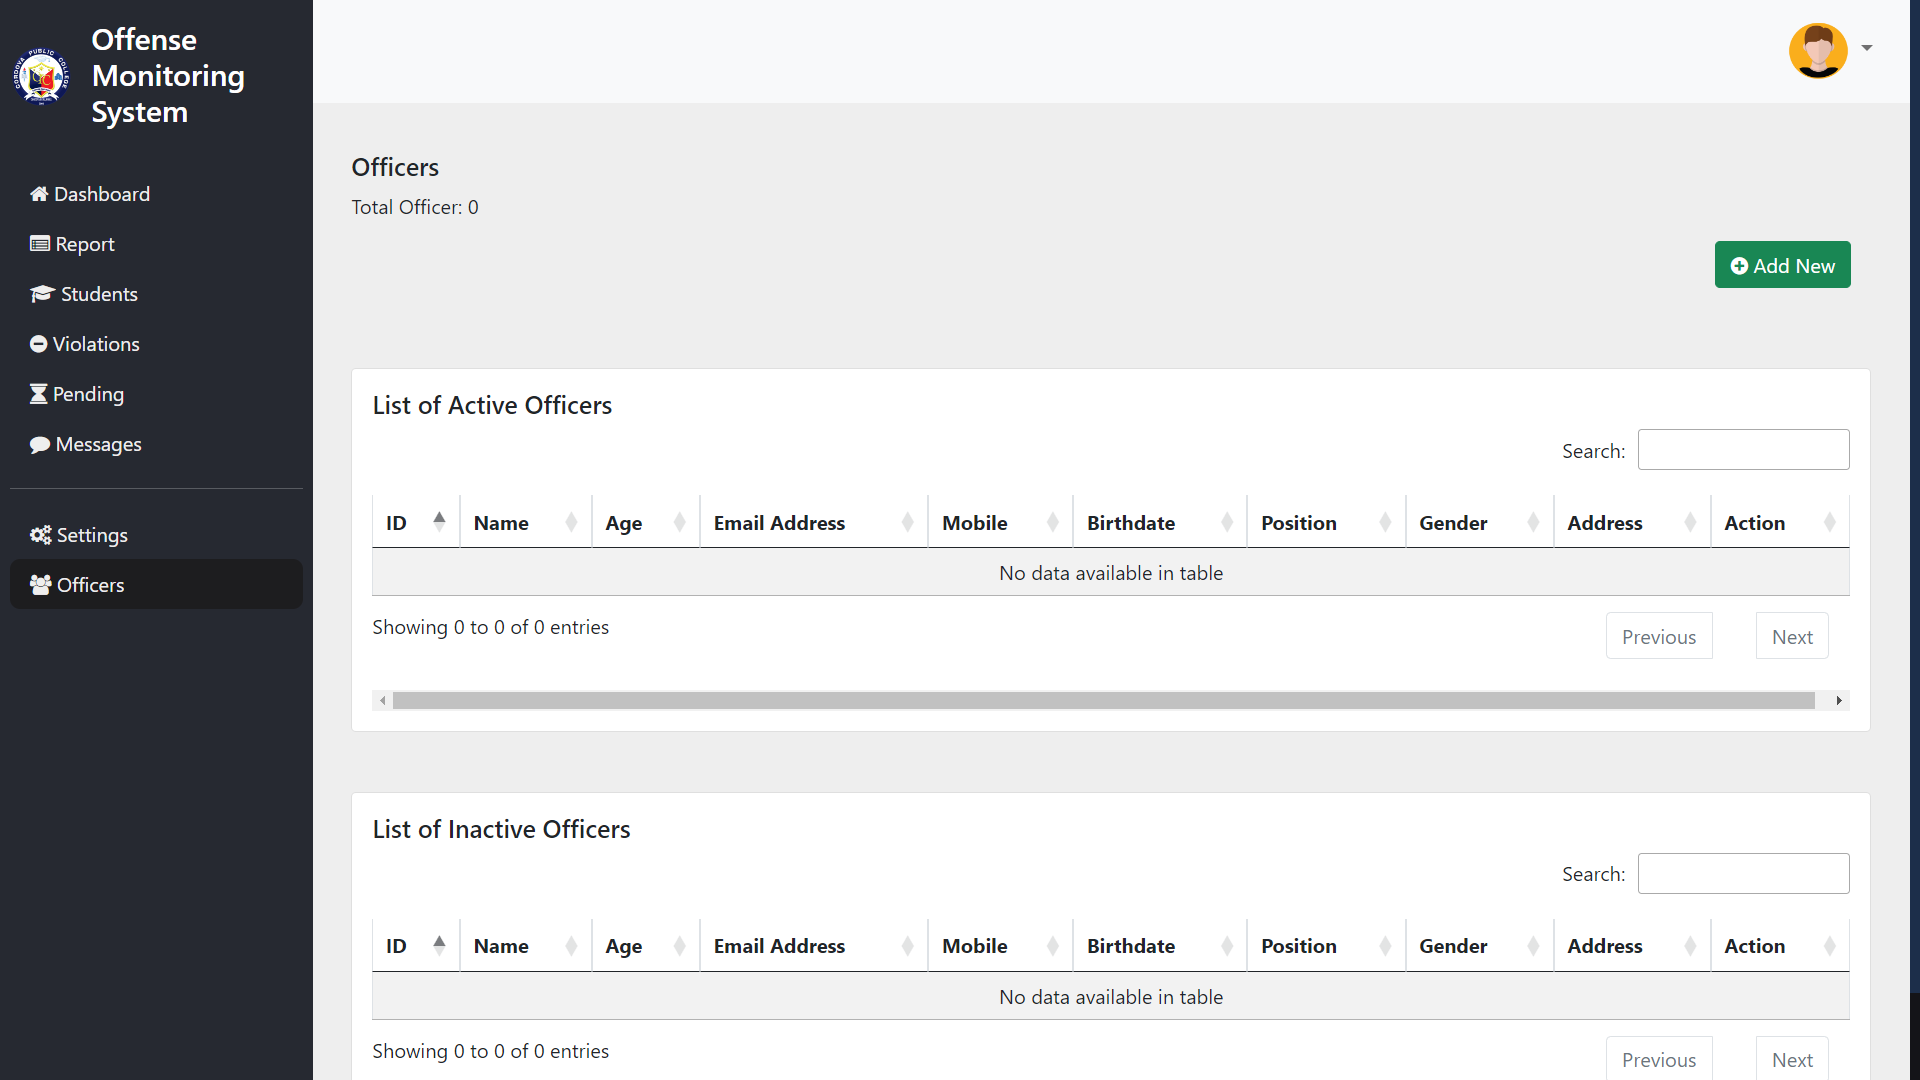 Offense
Monitoring
System
Dashboard
Report
Students
Violations
Pending
Messages
Settings
Officers
Officers
Total Officer: 0
Add New
List of Active Officers
Search:
ID Name Age Email Address Mobile Birthdate Position Gender Address Action
No data available in table
Showing 0 to 0 of 0 entries
Previous Next
List of Inactive Officers
Search:
ID Name Age Email Address Mobile Birthdate Position Gender Address Action
No data available in table
Showing 0 to 0 of 0 entries
Previous Next